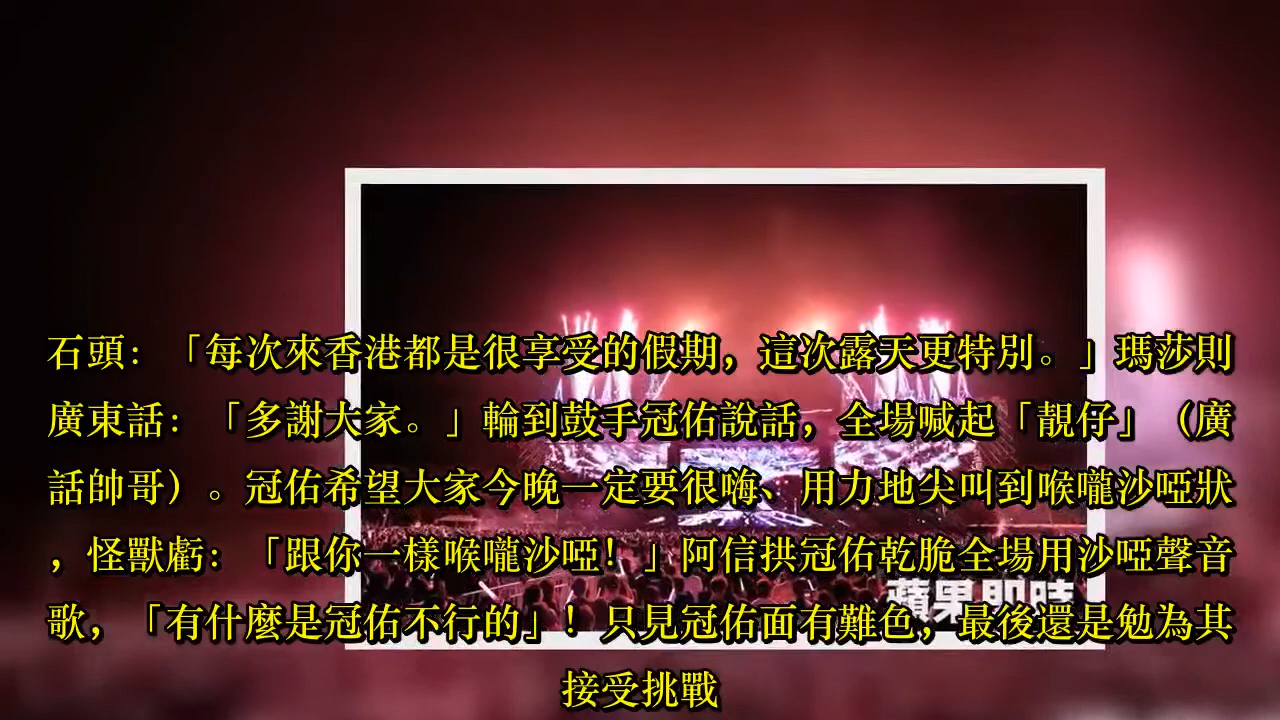 石頭：「每次來香港都是很享受的假期，這次露天更特別。」瑪莎則
廣東話：「多謝大家。」輪到鼓手冠佑說話，全場喊起「靚仔」（廣
話帥哥）。冠佑希望大家今晚一定要很嗨、用力地尖叫到喉嚨沙啞狀
，怪獸虧：「跟你一樣喉嚨沙啞！」阿信拱冠佑乾脆全場用沙啞聲音
歌，「有什麼是冠佑不行的」！只見冠佑面有難色，最後還是勉為其
接受挑戰
蘋果即時